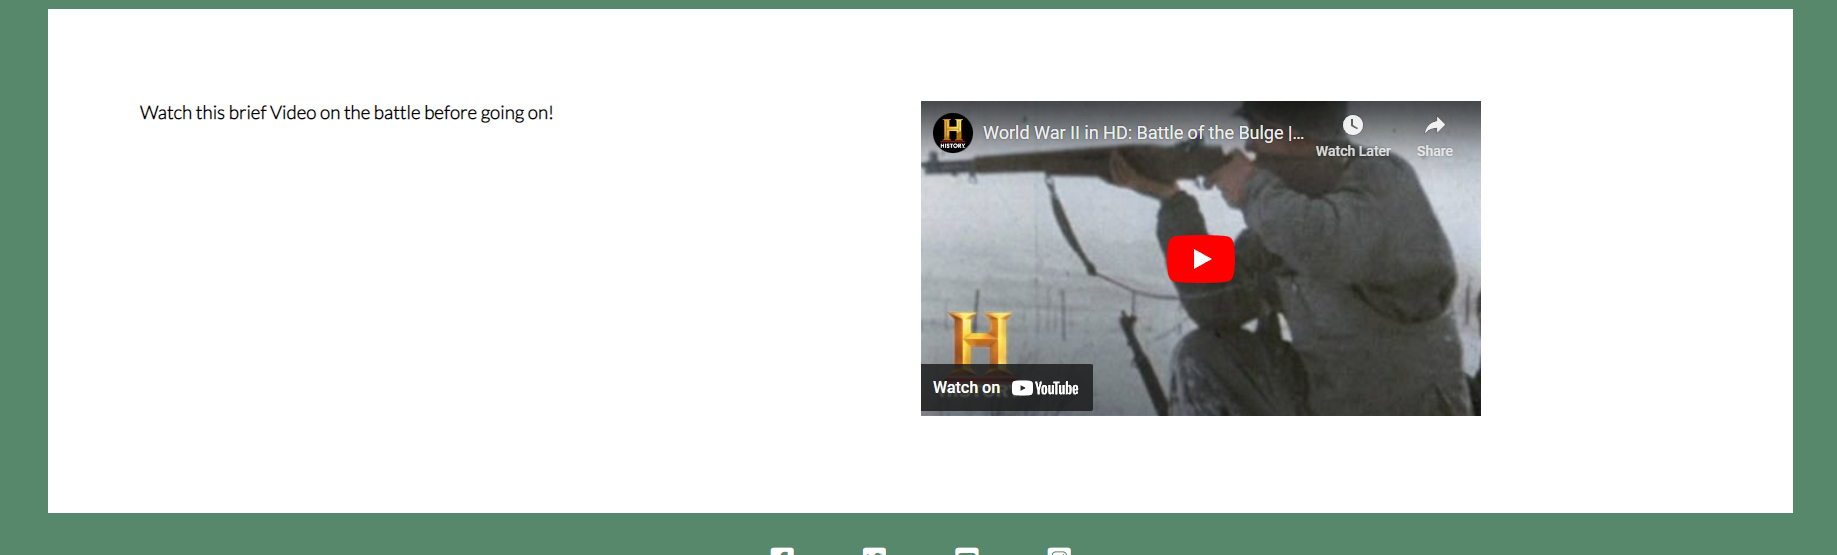 Watch this brief Video on the battle before going on!
HISTORY
World War II in HD: Battle of the Bulge |...
Watch Later
Share
H
Watch on YouTube